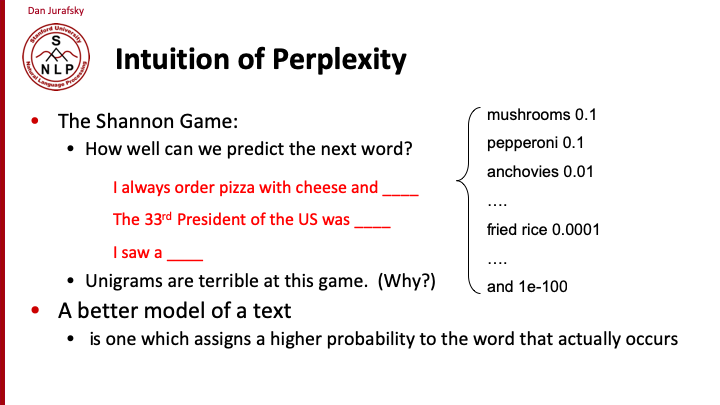 Dan Jurafsky
Stanford University
S
NLP
Natural Language Processing
Intuition of Perplexity
• The Shannon Game:
• How well can we predict the next word?
I always order pizza with cheese and ____
The 33rd President of the US was ____
I saw a ____
mushrooms 0.1
pepperoni 0.1
anchovies 0.01
….
fried rice 0.0001
….
and 1e-100
• Unigrams are terrible at this game. (Why?)
• A better model of a text
• is one which assigns a higher probability to the word that actually occurs